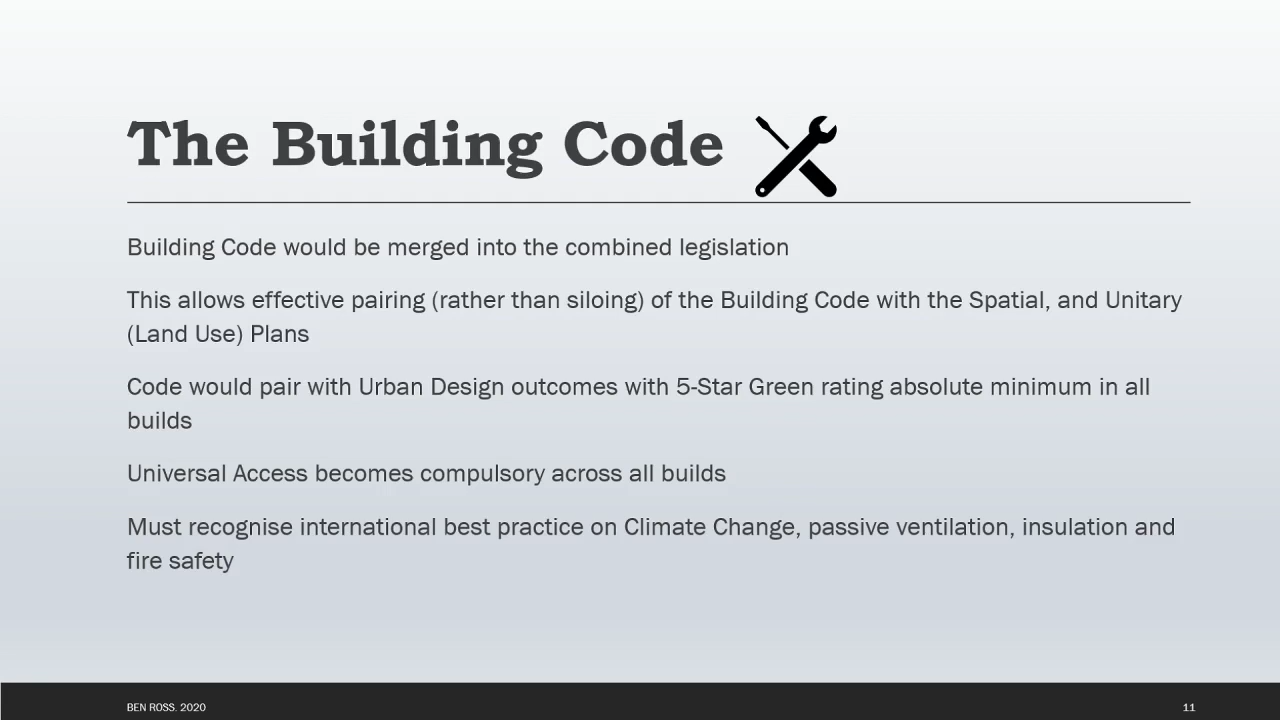 The Building Code
Building Code would be merged into the combined legislation
This allows effective pairing (rather than siloing) of the Building Code with the Spatial, and Unitary
(Land Use) Plans
Code would pair with Urban Design outcomes with 5-Star Green rating absolute minimum in all
builds
Universal Access becomes compulsory across all builds
Must recognise international best practice on Climate Change, passive ventilation, insulation and
fire safety
BEN ROSS. 2020
11